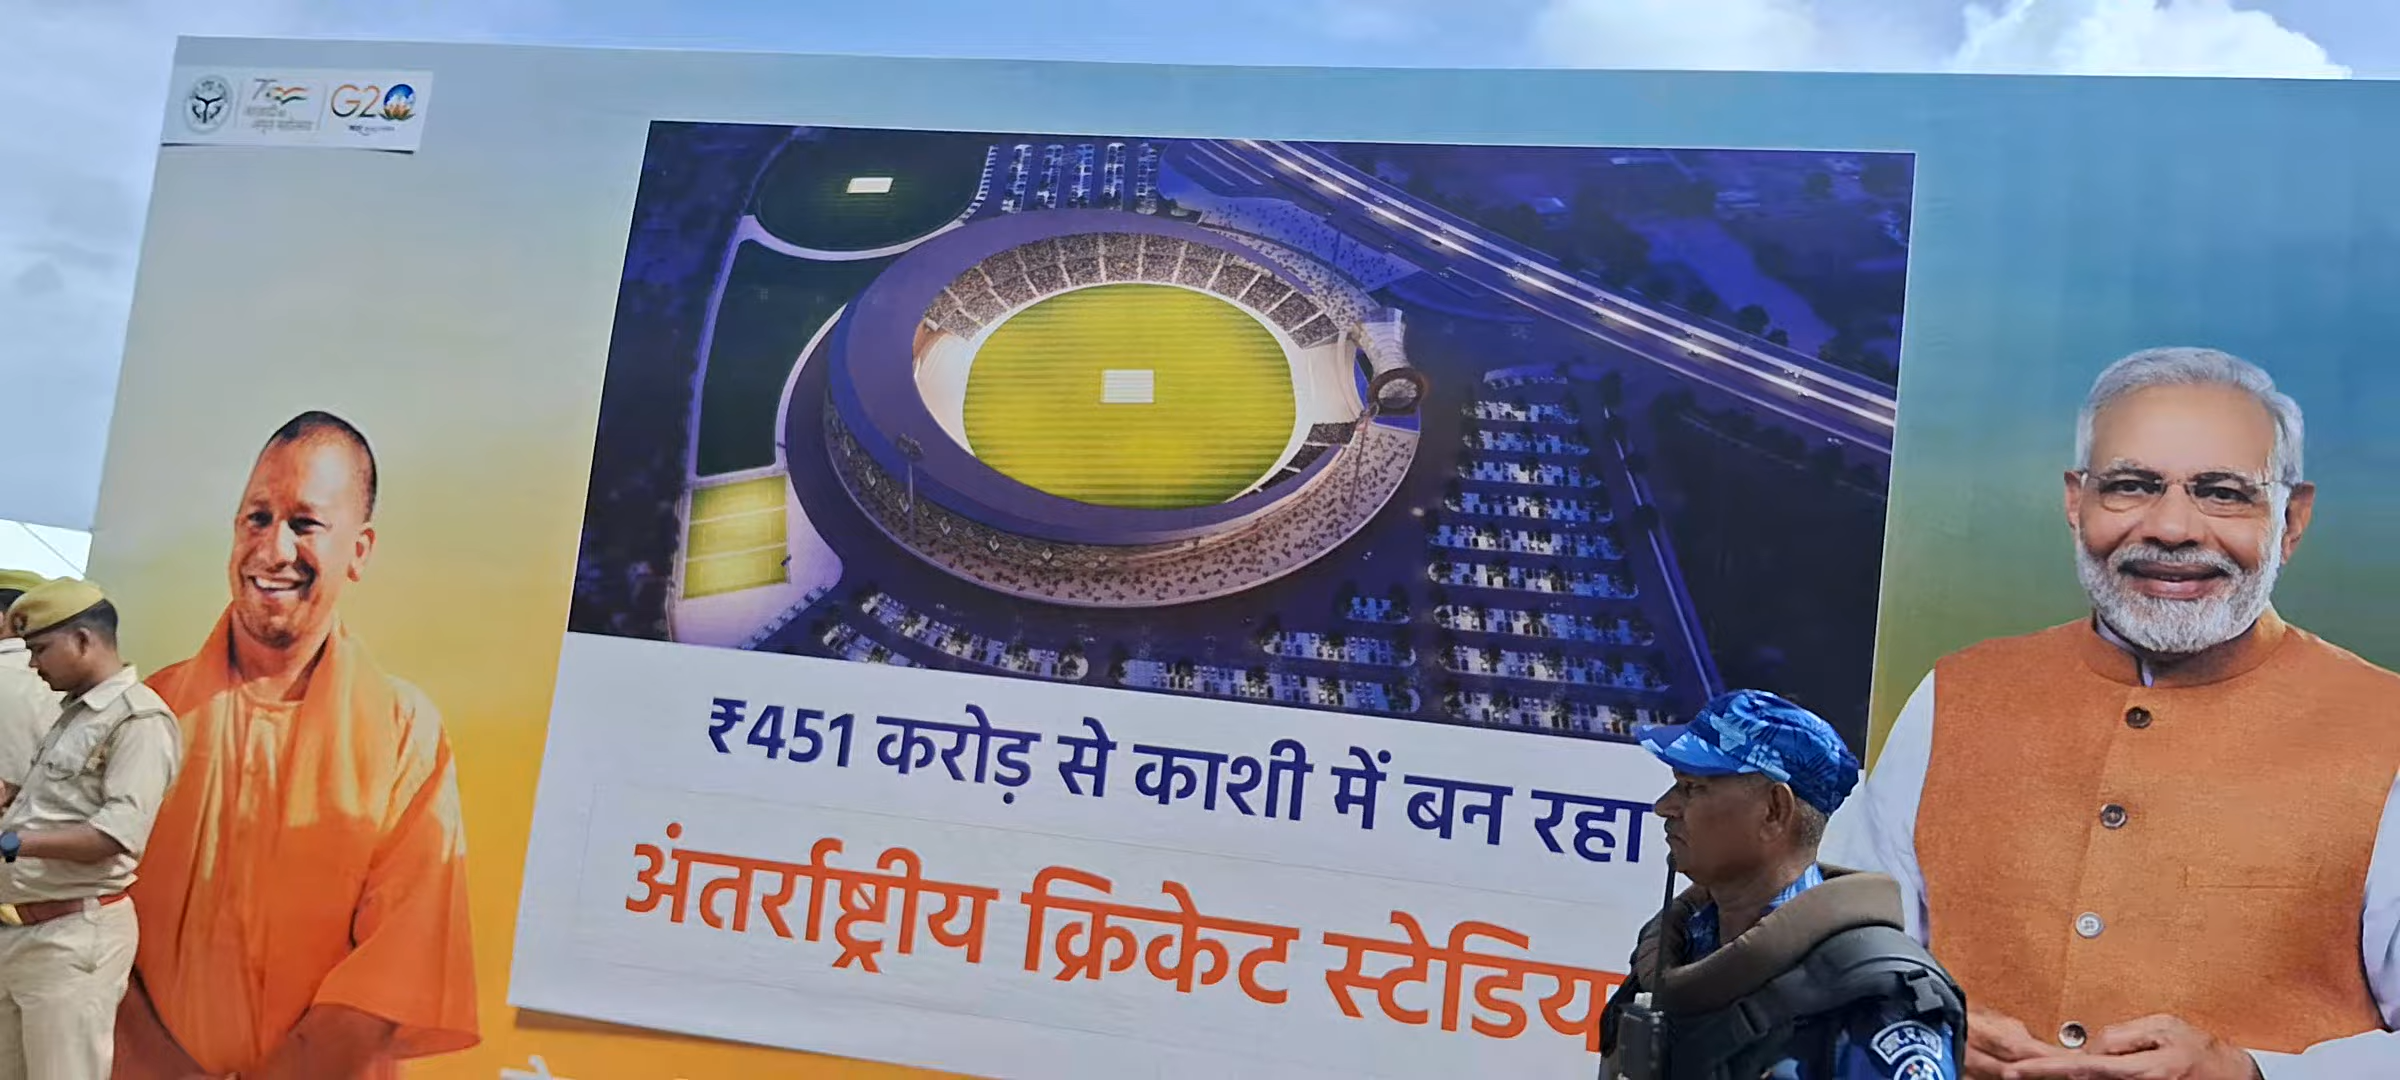 G20
₹451 करोड़ से काशी में बन रहा
अंतर्राष्ट्रीय क्रिकेट